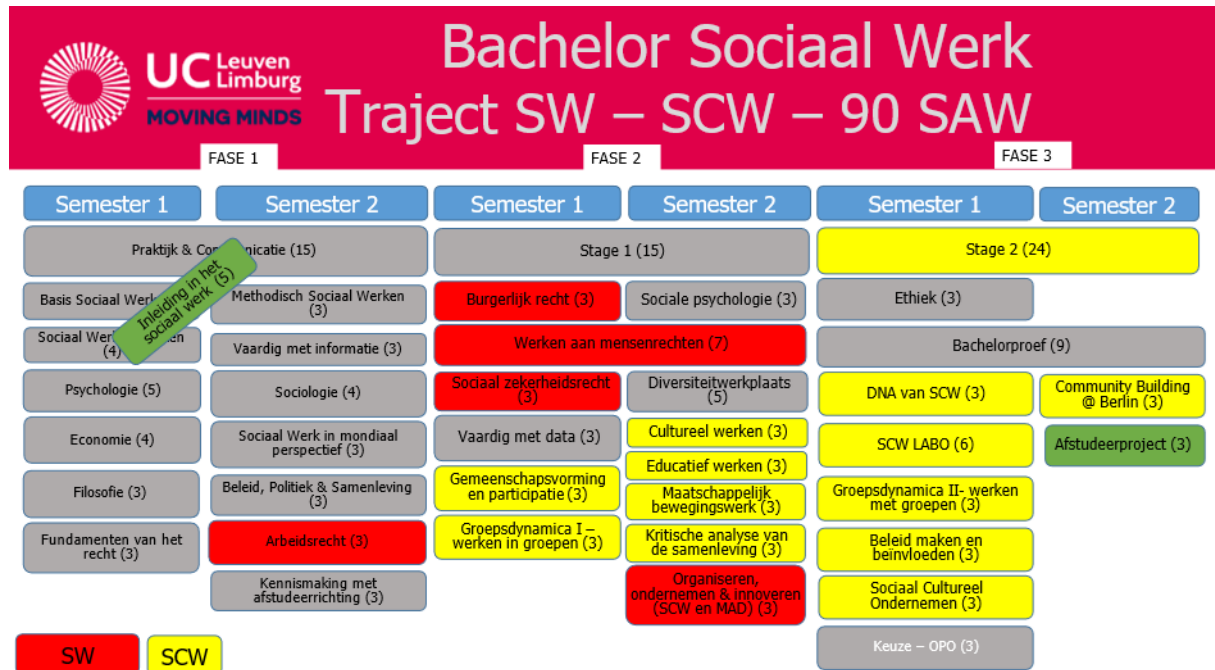 UC Leuven
Limburg
MOVING MINDS
Bachelor Sociaal Werk
Traject SW – SCW – 90 SAW
FASE 1
FASE 2
FASE 3
Semester 1
Semester 2
Semester 1
Semester 2
Semester 1
Semester 2
Praktijk & Co nicatie (15)
Stage 1 (15)
Stage 2 (24)
Inleiding in het
sociaal werk (5)
Basis Sociaal Werk
Methodisch Sociaal Werken
(3)
Burgerlijk recht (3)
Sociale psychologie (3)
Ethiek (3)
Sociaal Wer en
(4)
Vaardig met informatie (3)
Werken aan mensenrechten (7)
Bachelorproef (9)
Psychologie (5)
Sociologie (4)
Sociaal zekerheidsrecht
(3)
Diversiteitwerkplaats
(5)
DNA van SCW (3)
Community Building
@ Berlin (3)
Economie (4)
Sociaal Werk in mondiaal
perspectief (3)
Vaardig met data (3)
Cultureel werken (3)
Educatief werken (3)
SCW LABO (6)
Afstudeerproject (3)
Filosofie (3)
Beleid, Politiek & Samenleving
(3)
Gemeenschapsvorming
en participatie (3)
Maatschappelijk
bewegingswerk (3)
Groepsdynamica II- werken
met groepen (3)
Fundamenten van het
recht (3)
Arbeidsrecht (3)
Groepsdynamica I –
werken in groepen (3)
Kritische analyse van
de samenleving (3)
Beleid maken en
beïnvloeden (3)
Kennismaking met
afstudeerrichting (3)
Organiseren,
ondernemen & innoveren
(SCW en MAD) (3)
Sociaal Cultureel
Ondernemen (3)
Keuze – OPO (3)
SW
SCW